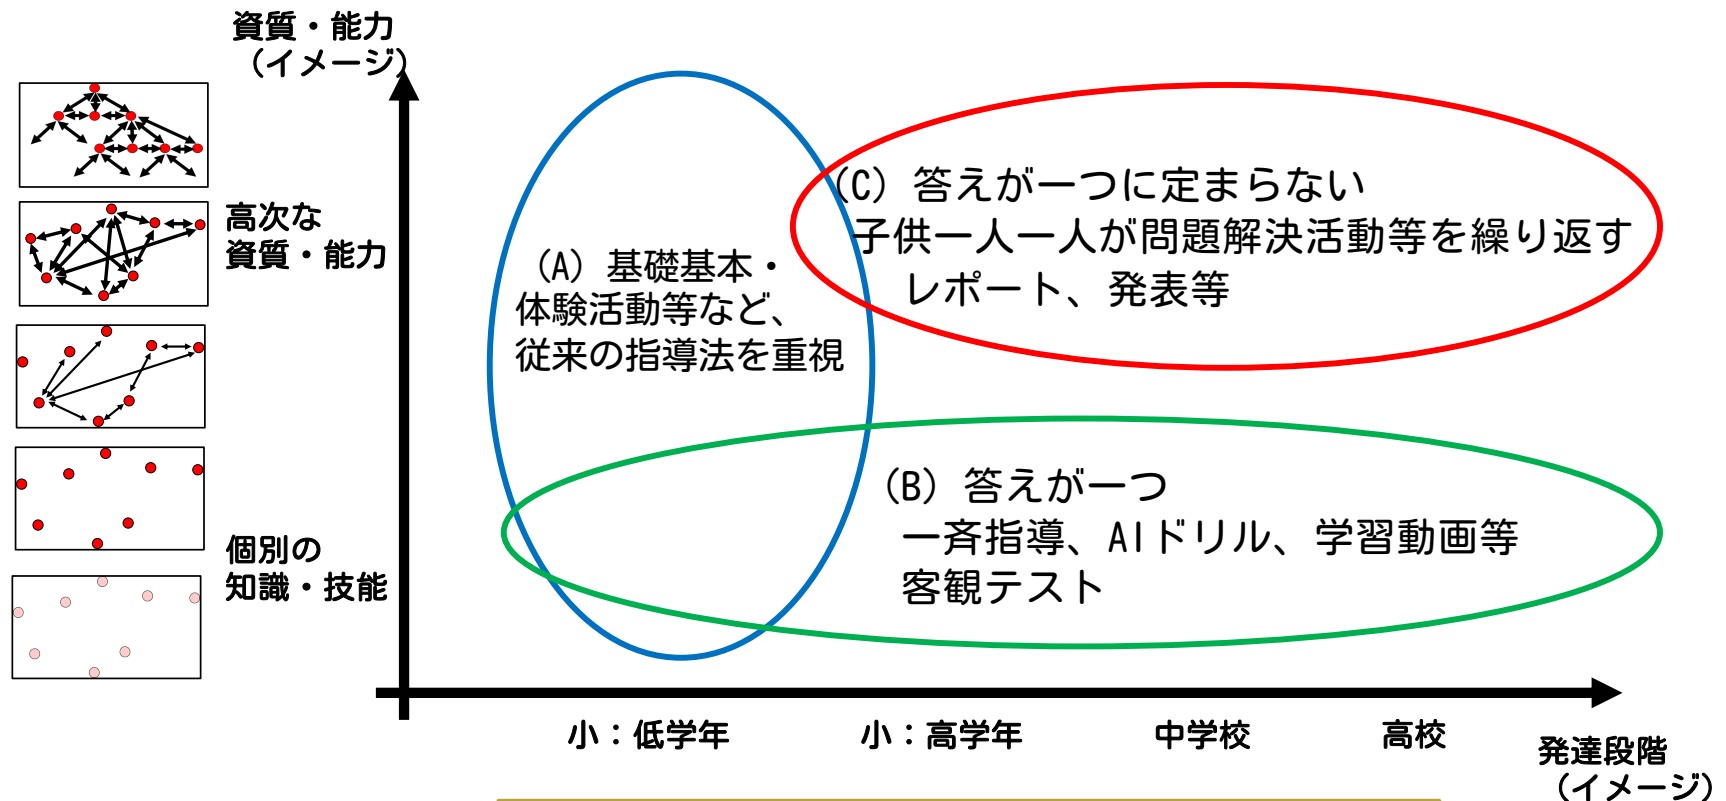 資質・能力
（イメージ）
高次な
資質・能力
個別の
知識・技能
（A）基礎基本・
体験活動等など、
従来の指導法を重視
（C）答えが一つに定まらない
子供一人一人が問題解決活動等を繰り返す
レポート、発表等
（B）答えが一つ
一斉指導、AIドリル、学習動画等
客観テスト
小：低学年
小：高学年
中学校
高校
発達段階
（イメージ）